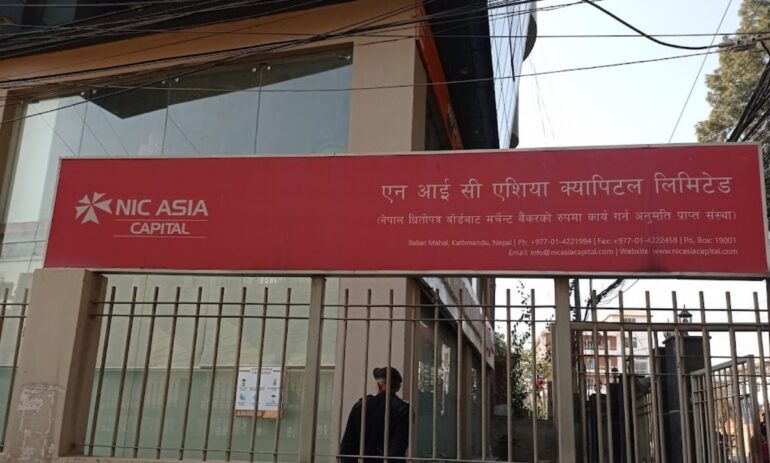 NIC ASIA
CAPITAL
एन आई सी एशिया क्यापिटल लिमिटेड
(नेपाल धितोपत्र बोर्डबाट मर्चेन्ट बैंकरको रुपमा कार्य गर्न अनुमति प्राप्त संस्था)
Babar Mahal, Kathmandu, Nepal | Ph: +977-01-4221994 | Fax: +977-01-4222458 | Po. Box: 19001
Email: info@nicasiacapital.com | Website: www.nicasiacapital.com